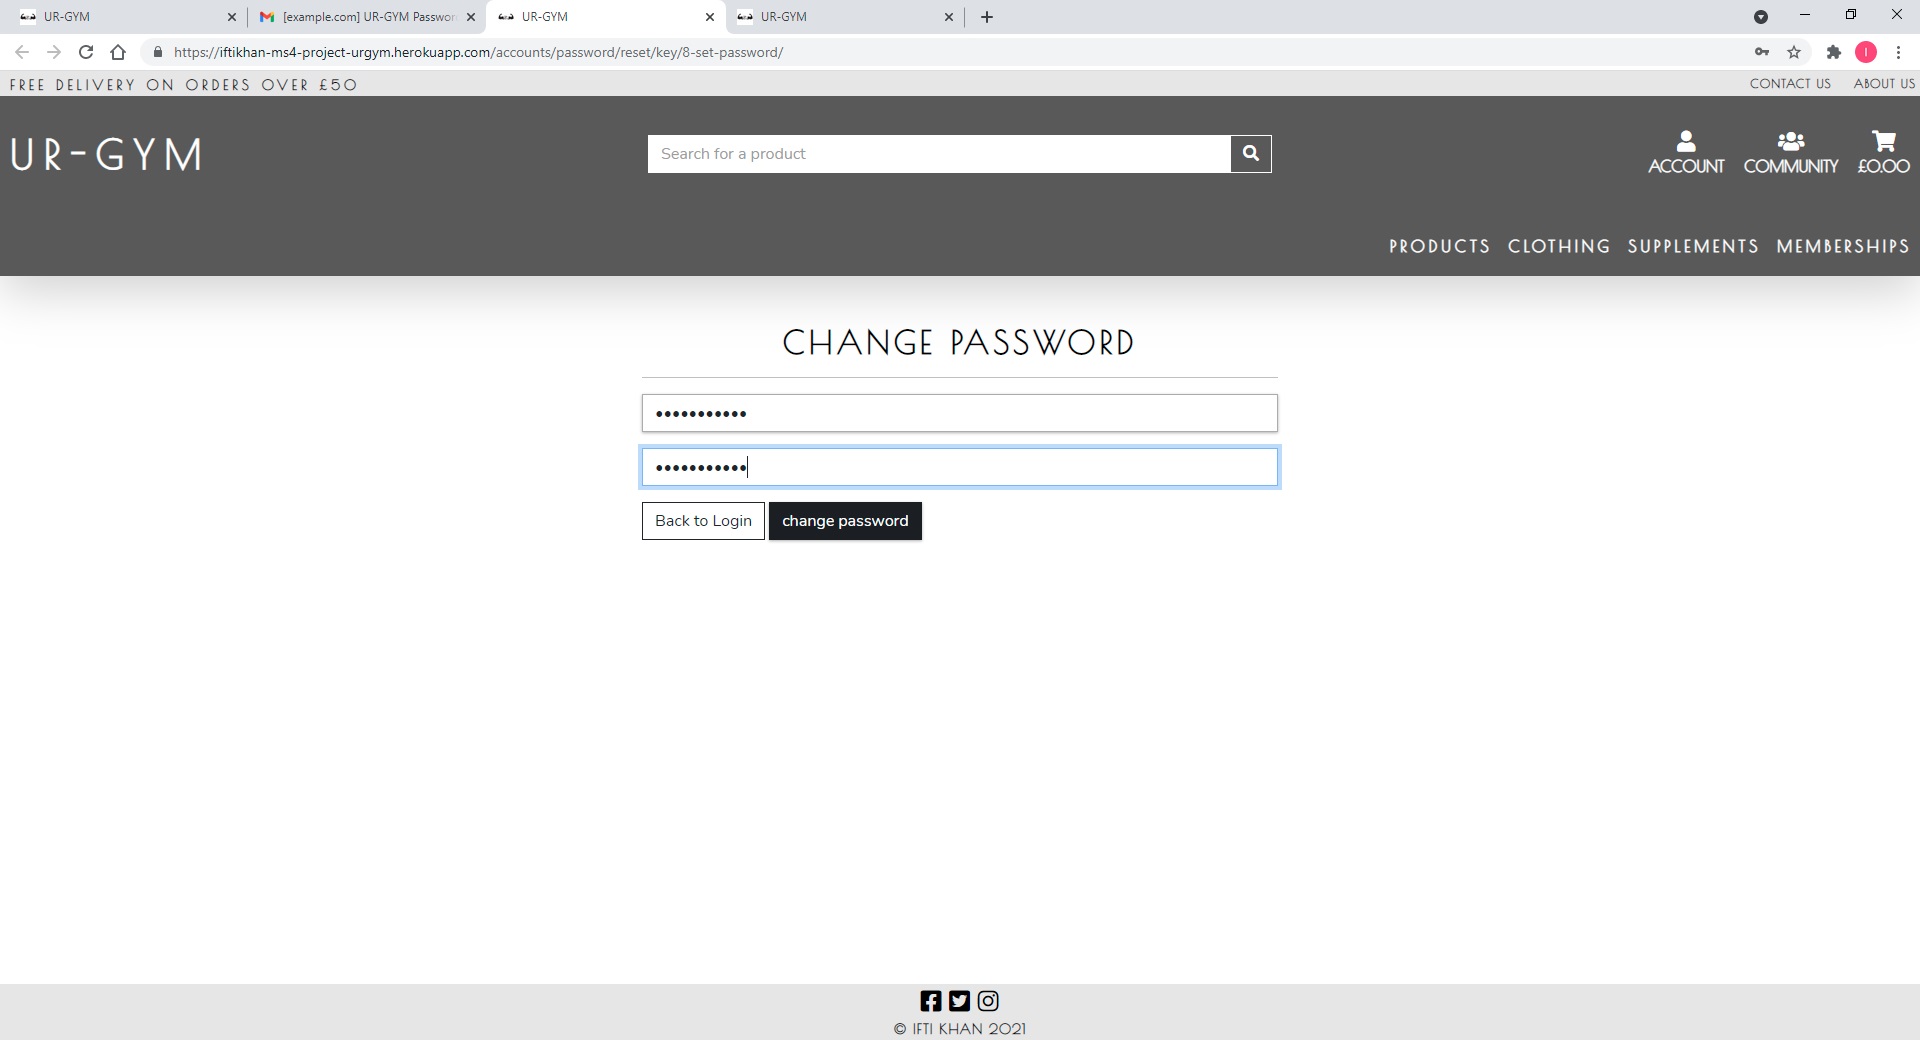 UR-GYM
[example.com] UR-GYM Passwor
UR-GYM
UR-GYM
https://iftikhan-ms4-project-urgym.herokuapp.com/accounts/password/reset/key/8-set-password/
I
FREE DELIVERY ON ORDERS OVER £50
CONTACT US
ABOUT US
UR-GYM
Search for a product
ACCOUNT
COMMUNITY
£0.00
PRODUCTS
CLOTHING
SUPPLEMENTS
MEMBERSHIPS
CHANGE PASSWORD
•••••••••••
•••••••••••
Back to Login
change password
© IFTI KHAN 2021